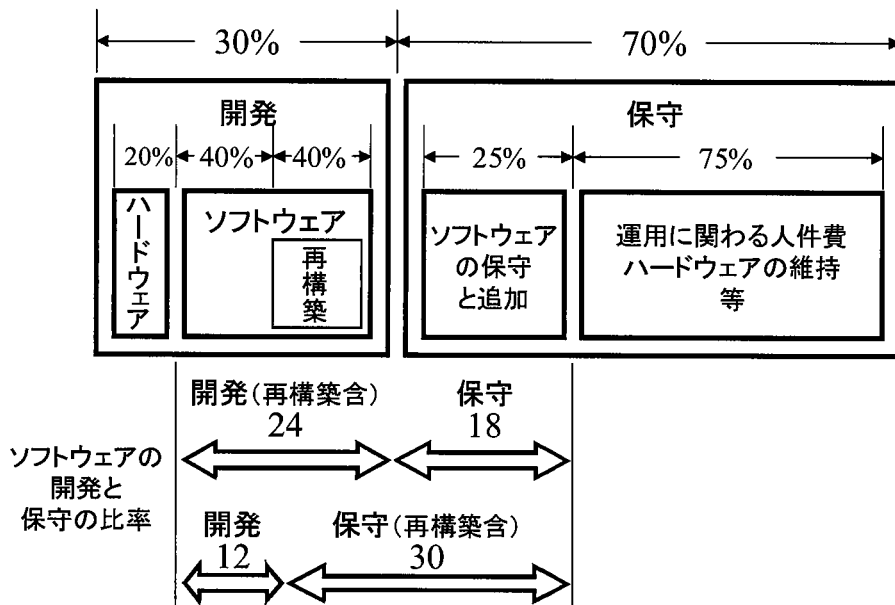 30% 70%
開発 保守
20% 40% 40% 25% 75%
ハードウェア
ソフトウェア
再構築
ソフトウェア
の保守
と追加
運用に関わる人件費
ハードウェアの維持
等
開発(再構築含) 保守
24 18
ソフトウェアの
開発と
保守の比率
開発 保守(再構築含)
12 30